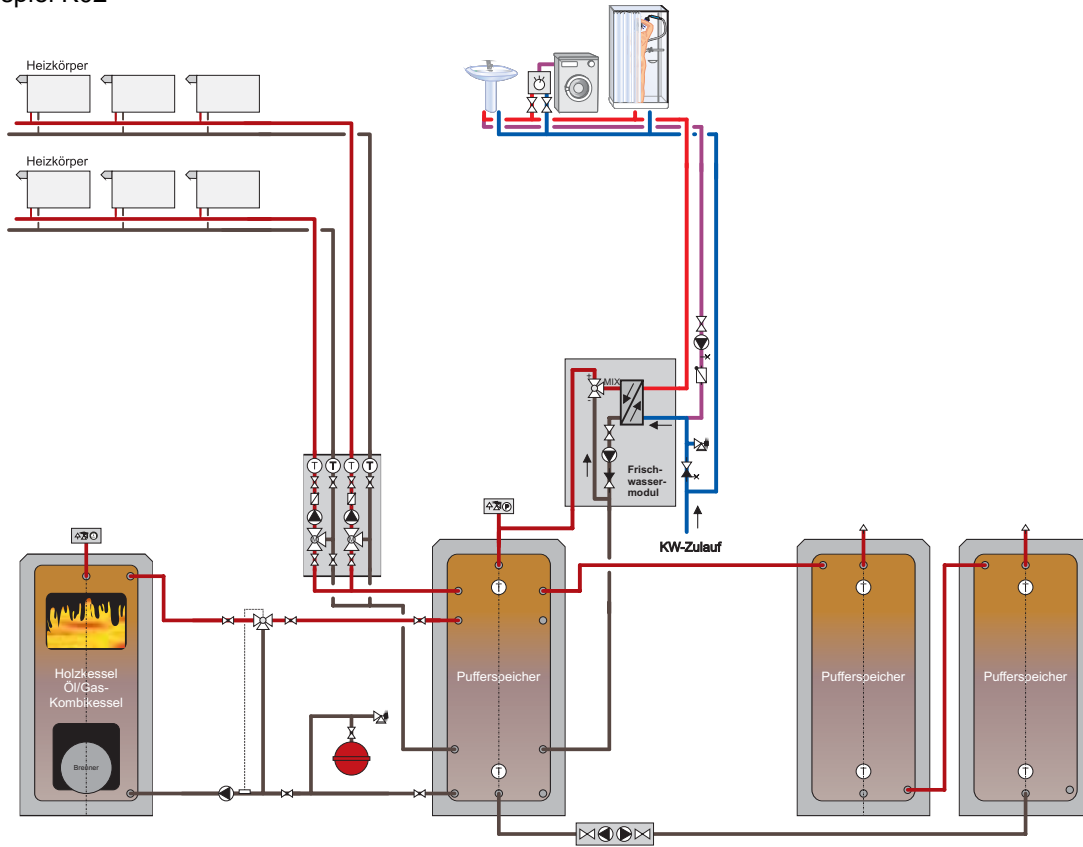 Heizkörper
Heizkörper
MIX
Frisch-
wasser-
modul
KW-Zulauf
T T T T
Holzkessel
Öl/Gas-
Kombikessel
Brenner
T
Pufferspeicher
T
T
Pufferspeicher
T
T
Pufferspeicher
T